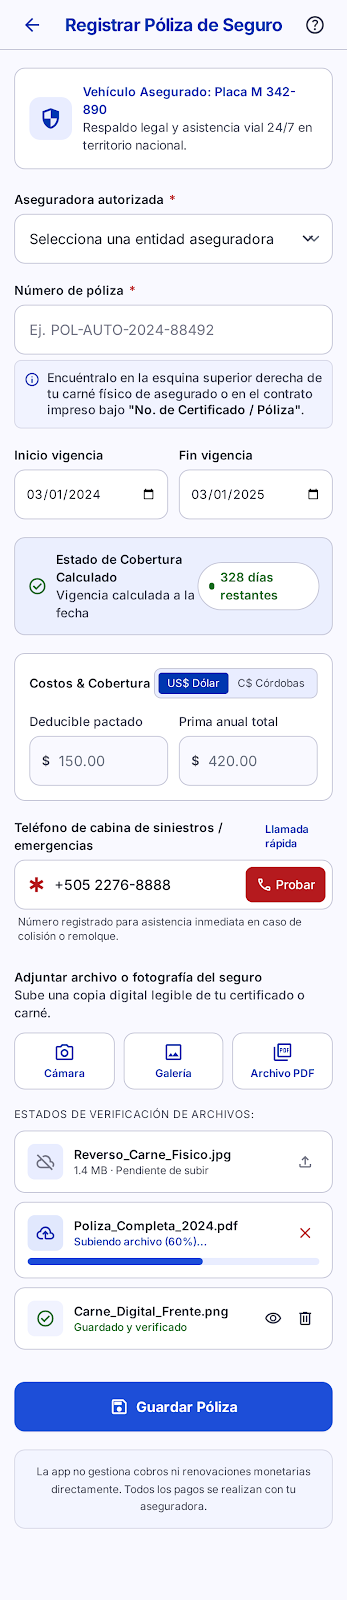 Registrar Póliza de Seguro
Vehículo Asegurado: Placa M 342-
890
Respaldo legal y asistencia vial 24/7 en
territorio nacional.
Aseguradora autorizada *
Selecciona una entidad aseguradora
Número de póliza *
Ej. POL-AUTO-2024-88492
Encuéntralo en la esquina superior derecha de
tu carné físico de asegurado o en el contrato
impreso bajo "No. de Certificado / Póliza".
Inicio vigencia
Fin vigencia
03/01/2024
03/01/2025
Estado de Cobertura
Calculado
Vigencia calculada a la
fecha
328 días
restantes
Costos & Cobertura
US$ Dólar
C$ Córdobas
Deducible pactado
Prima anual total
$ 150.00
$ 420.00
Teléfono de cabina de siniestros /
emergencias
Llamada
rápida
+505 2276-8888
Probar
Número registrado para asistencia inmediata en caso de
colisión o remolque.
Adjuntar archivo o fotografía del seguro
Sube una copia digital legible de tu certificado o
carné.
Cámara
Galería
PDF
Archivo PDF
ESTADOS DE VERIFICACIÓN DE ARCHIVOS:
Reverso_Carne_Fisico.jpg
1.4 MB · Pendiente de subir
Poliza_Completa_2024.pdf
Subiendo archivo (60%)...
Carne_Digital_Frente.png
Guardado y verificado
Guardar Póliza
La app no gestiona cobros ni renovaciones monetarias
directamente. Todos los pagos se realizan con tu
aseguradora.